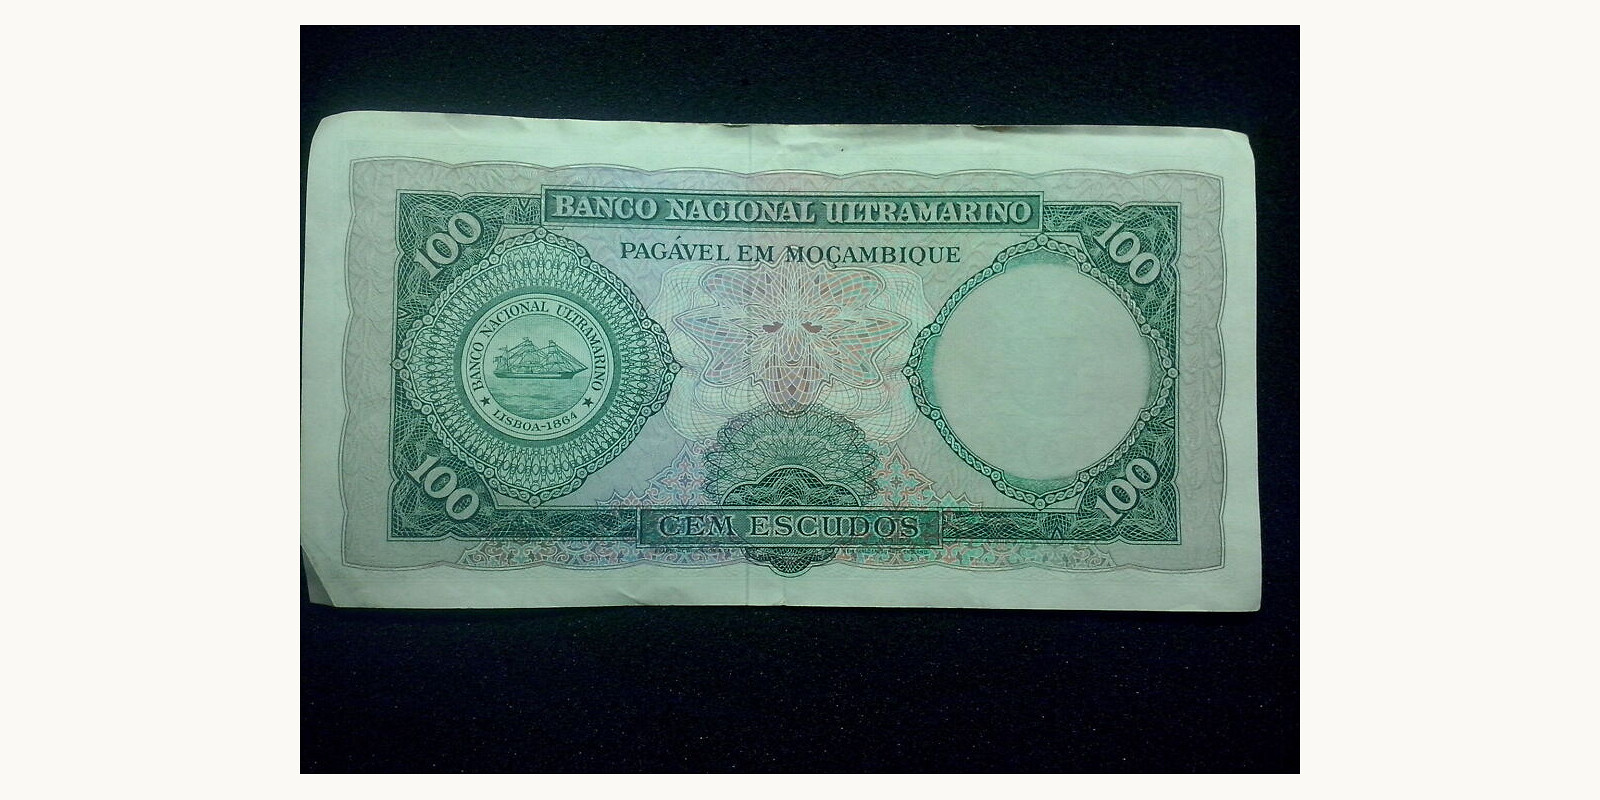 BANCO NACIONAL ULTRAMARINO
PAGÁVEL EM MOÇAMBIQUE
100
100
BANCO NACIONAL ULTRAMARINO
★ LISBOA-1864 ★
100
100
CEM ESCUDOS